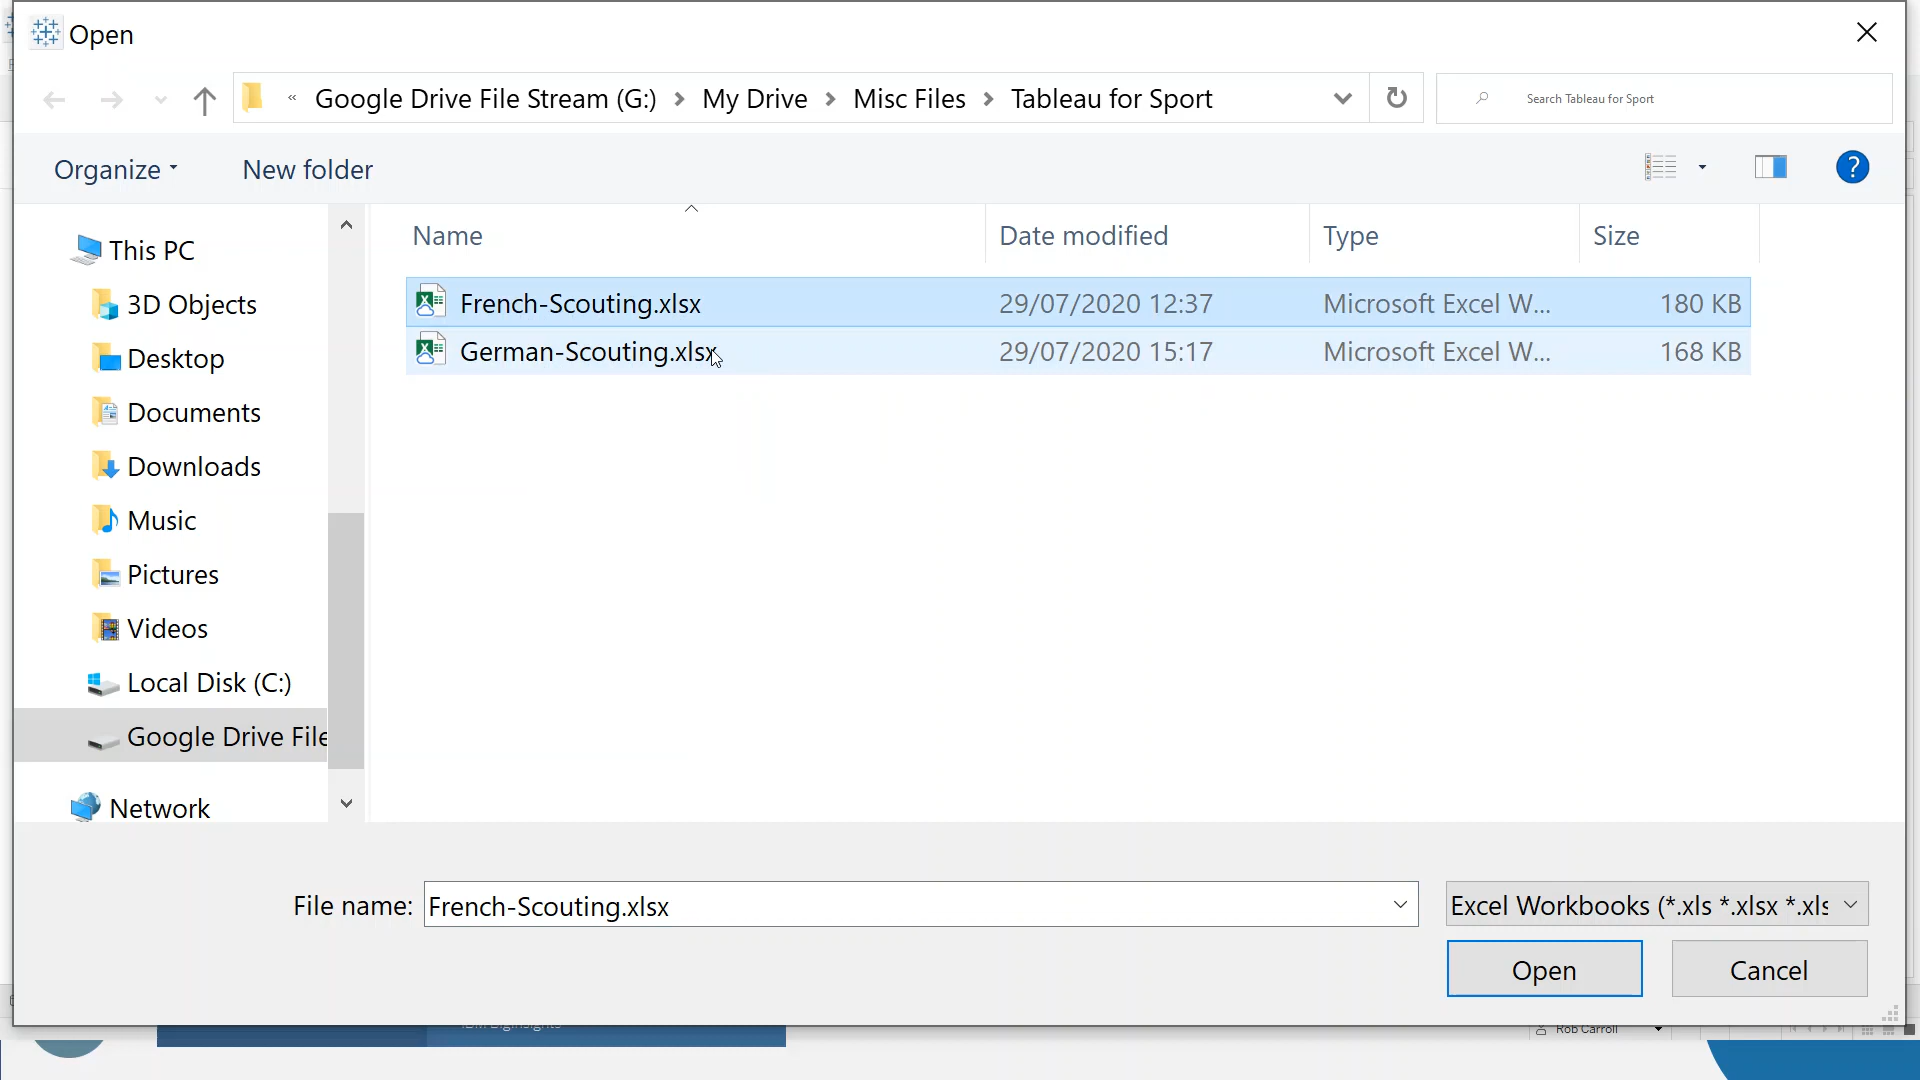 Open
« Google Drive File Stream (G:) > My Drive > Misc Files > Tableau for Sport
Search Tableau for Sport
Organize
New folder
?
Name
Date modified
Type
Size
This PC
3D Objects
Desktop
Documents
Downloads
Music
Pictures
Videos
Local Disk (C:)
Google Drive File
Network
French-Scouting.xlsx 29/07/2020 12:37 Microsoft Excel W... 180 KB
German-Scouting.xlsx 29/07/2020 15:17 Microsoft Excel W... 168 KB
File name: French-Scouting.xlsx
Excel Workbooks (*.xls *.xlsx *.xls
Open
Cancel
IBM BigInsights
Rob Carroll